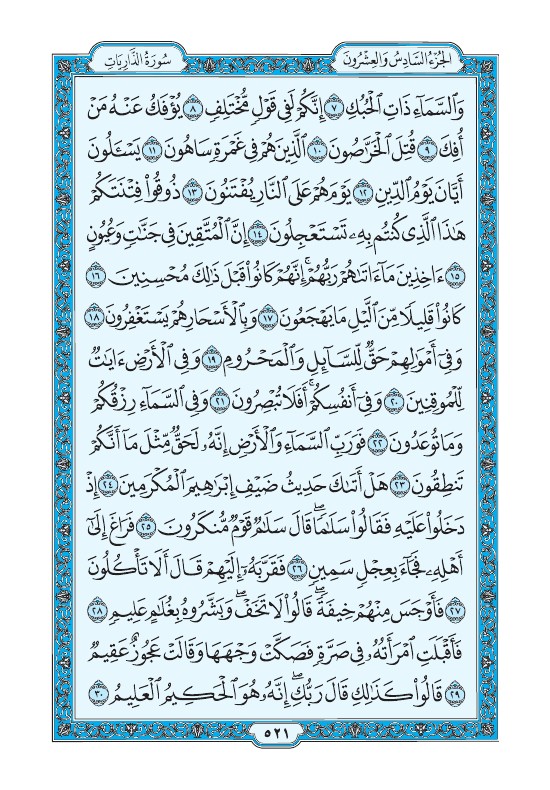 الجُزْءُ السَّادِسُ وَالعِشْرُونَ
سُورَةُ الذَّارِيَاتِ
وَالسَّمَآءِ ذَاتِ ٱلْحُبُكِ ٧ إِنَّكُمْ لَفِى قَوْلٍ مُّخْتَلِفٍ ٨ يُؤْفَكُ عَنْهُ مَنْ
أُفِكَ ٩ قُتِلَ ٱلْخَرَّٰصُونَ ١٠ ٱلَّذِينَ هُمْ فِى غَمْرَةٍ سَاهُونَ ١١ يَسْـَٔلُونَ
أَيَّانَ يَوْمُ ٱلدِّينِ ١٢ يَوْمَ هُمْ عَلَى ٱلنَّارِ يُفْتَنُونَ ١٣ ذُوقُوا۟ فِتْنَتَكُمْ
هَٰذَا ٱلَّذِى كُنتُم بِهِۦ تَسْتَعْجِلُونَ ١٤ إِنَّ ٱلْمُتَّقِينَ فِى جَنَّٰتٍ وَعُيُونٍ
١٥ ءَاخِذِينَ مَآ ءَاتَىٰهُمْ رَبُّهُمْ ۚ إِنَّهُمْ كَانُوا۟ قَبْلَ ذَٰلِكَ مُحْسِنِينَ ١٦
كَانُوا۟ قَلِيلًا مِّنَ ٱلَّيْلِ مَا يَهْجَعُونَ ١٧ وَبِٱلْأَسْحَارِ هُمْ يَسْتَغْفِرُونَ ١٨
وَفِىٓ أَمْوَٰلِهِمْ حَقٌّ لِّلسَّآئِلِ وَٱلْمَحْرُومِ ١٩ وَفِى ٱلْأَرْضِ ءَايَٰتٌ
لِّلْمُوقِنِينَ ٢٠ وَفِىٓ أَنفُسِكُمْ ۚ أَفَلَا تُبْصِرُونَ ٢١ وَفِى ٱلسَّمَآءِ رِزْقُكُمْ
وَمَا تُوعَدُونَ ٢٢ فَوَرَبِّ ٱلسَّمَآءِ وَٱلْأَرْضِ إِنَّهُۥ لَحَقٌّ مِّثْلَ مَآ أَنَّكُمْ
تَنطِقُونَ ٢٣ هَلْ أَتَىٰكَ حَدِيثُ ضَيْفِ إِبْرَٰهِيمَ ٱلْمُكْرَمِينَ ٢٤ إِذْ
دَخَلُوا۟ عَلَيْهِ فَقَالُوا۟ سَلَٰمًا ۖ قَالَ سَلَٰمٌ قَوْمٌ مُّنكَرُونَ ٢٥ فَرَاغَ إِلَىٰٓ
أَهْلِهِۦ فَجَآءَ بِعِجْلٍ سَمِينٍ ٢٦ فَقَرَّبَهُۥٓ إِلَيْهِمْ قَالَ أَلَا تَأْكُلُونَ
٢٧ فَأَوْجَسَ مِنْهُمْ خِيفَةً ۖ قَالُوا۟ لَا تَخَفْ ۖ وَبَشَّرُوهُ بِغُلَٰمٍ عَلِيمٍ ٢٨
فَأَقْبَلَتِ ٱمْرَأَتُهُۥ فِى صَرَّةٍ فَصَكَّتْ وَجْهَهَا وَقَالَتْ عَجُوزٌ عَقِيمٌ
٢٩ قَالُوا۟ كَذَٰلِكِ قَالَ رَبُّكِ ۖ إِنَّهُۥ هُوَ ٱلْحَكِيمُ ٱلْعَلِيمُ ٣٠
٥٢١